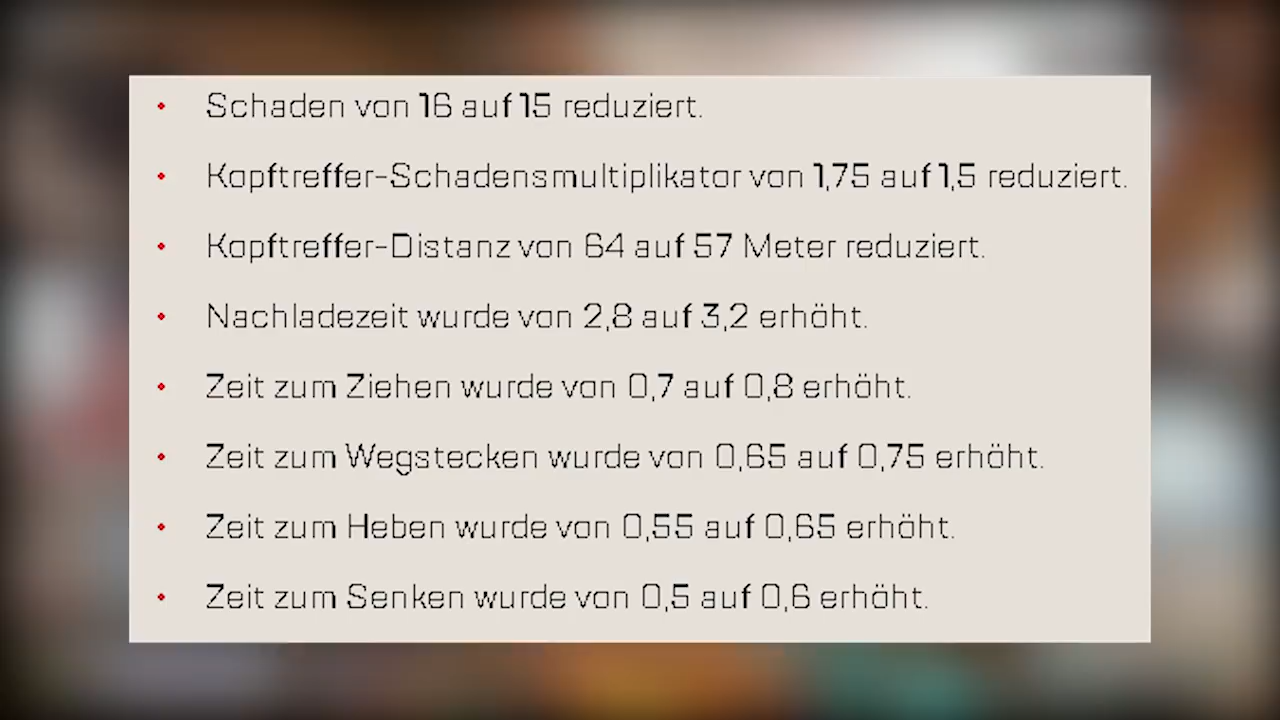 • Schaden von 16 auf 15 reduziert.
• Kopftreffer-Schadensmultiplikator von 1,75 auf 1,5 reduziert.
• Kopftreffer-Distanz von 64 auf 57 Meter reduziert.
• Nachladezeit wurde von 2,8 auf 3,2 erhöht.
• Zeit zum Ziehen wurde von 0,7 auf 0,8 erhöht.
• Zeit zum Wegstecken wurde von 0,65 auf 0,75 erhöht.
• Zeit zum Heben wurde von 0,55 auf 0,65 erhöht.
• Zeit zum Senken wurde von 0,5 auf 0,6 erhöht.